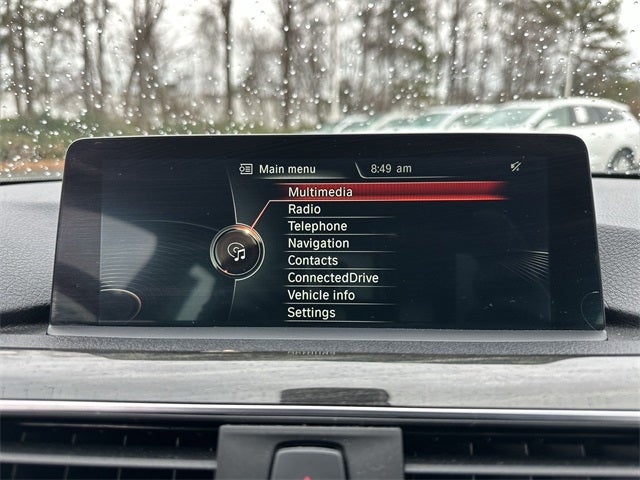 Main menu 8:49 am
Multimedia
Radio
Telephone
Navigation
Contacts
ConnectedDrive
Vehicle info
Settings